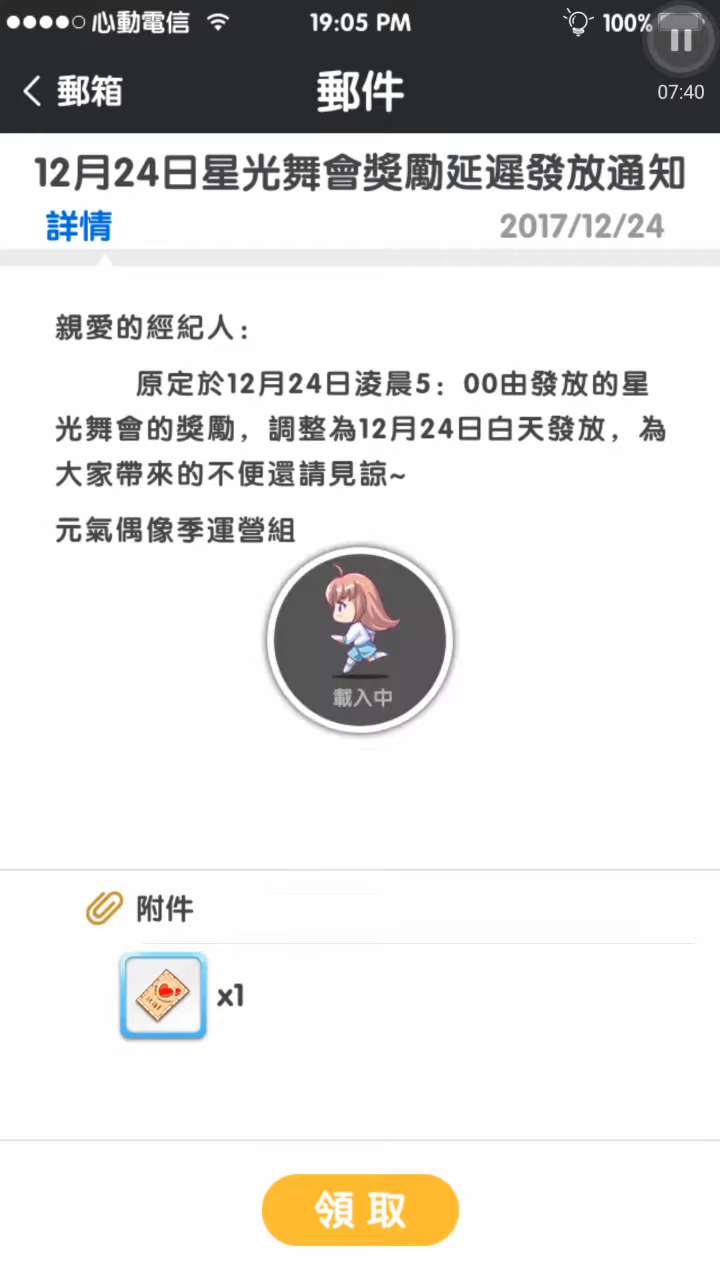 心動電信 19:05 PM 100%
郵箱 郵件 07:40
12月24日星光舞會獎勵延遲發放通知
詳情 2017/12/24
親愛的經紀人：
原定於12月24日凌晨5：00由發放的星
光舞會的獎勵，調整為12月24日白天發放，為
大家帶來的不便還請見諒~
元氣偶像季運營組
載入中
附件
x1
領取